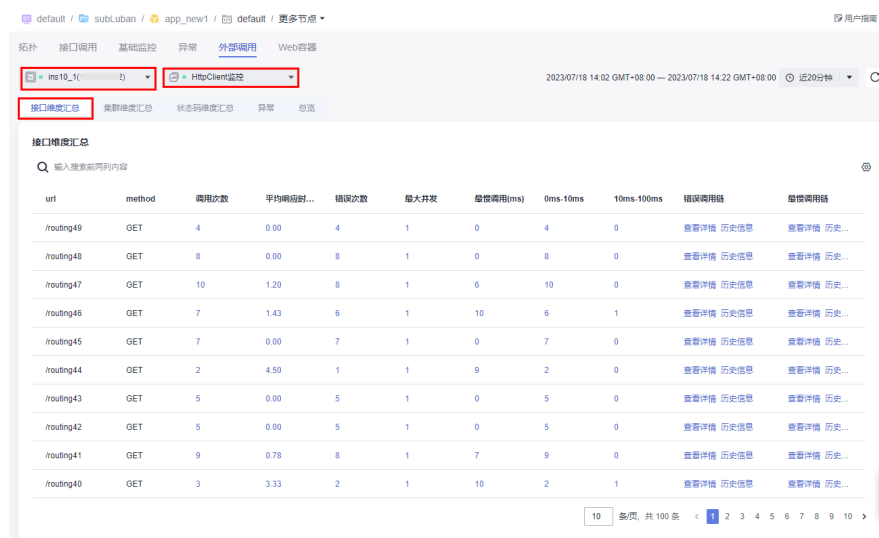 default / subLuban / app_new1 / default / 更多节点 用户指南
拓扑 接口调用 基础监控 异常 外部调用 Web容器
ins10_1( 2) HttpClient监控 2023/07/18 14:02 GMT+08:00 — 2023/07/18 14:22 GMT+08:00 近20分钟
接口维度汇总 集群维度汇总 状态码维度汇总 异常 总览
接口维度汇总
输入搜索前两列内容
url method 调用次数 平均响应时... 错误次数 最大并发 最慢调用(ms) 0ms-10ms 10ms-100ms 错误调用链 最慢调用链
/routing49 GET 4 0.00 4 1 0 4 0 查看详情 历史信息 查看详情 历史...
/routing48 GET 8 0.00 8 1 0 8 0 查看详情 历史信息 查看详情 历史...
/routing47 GET 10 1.20 8 1 6 10 0 查看详情 历史信息 查看详情 历史...
/routing46 GET 7 1.43 6 1 10 6 1 查看详情 历史信息 查看详情 历史...
/routing45 GET 7 0.00 7 1 0 7 0 查看详情 历史信息 查看详情 历史...
/routing44 GET 2 4.50 1 1 9 2 0 查看详情 历史信息 查看详情 历史...
/routing43 GET 5 0.00 5 1 0 5 0 查看详情 历史信息 查看详情 历史...
/routing42 GET 5 0.00 5 1 0 5 0 查看详情 历史信息 查看详情 历史...
/routing41 GET 9 0.78 8 1 7 9 0 查看详情 历史信息 查看详情 历史...
/routing40 GET 3 3.33 2 1 10 2 1 查看详情 历史信息 查看详情 历史...
10 条/页, 共 100 条 < 1 2 3 4 5 6 7 8 9 10 >